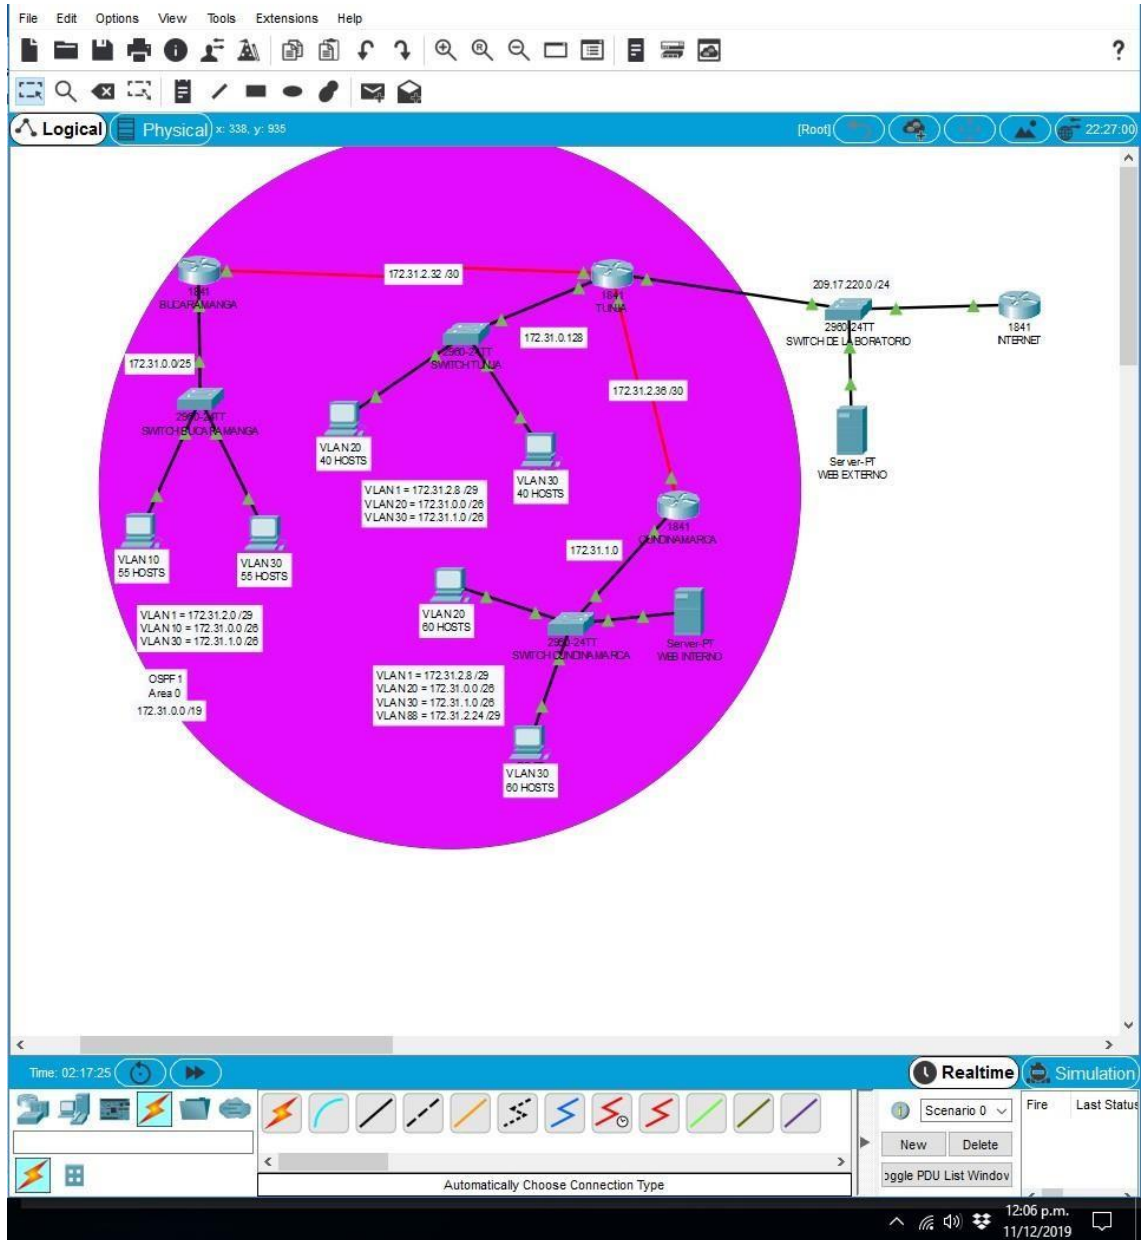 File Edit Options View Tools Extensions Help
?
Logical
Physical
x: 338, y: 935
[Root]
22:27:00
172.31.2.32 /30
1841
BUCARAMANGA
1841
TUNJA
209.17.220.0 /24
2960-24TT
SWITCH DE LABORATORIO
1841
INTERNET
172.31.0.128
2960-24TT
SWITCH TUNJA
172.31.0.0/25
172.31.2.36 /30
2960-24TT
SWITCH BUCARAMANGA
VLAN 20
40 HOSTS
VLAN 30
40 HOSTS
Server-PT
WEB EXTERNO
VLAN 1 = 172.31.2.8 /29
VLAN 20 = 172.31.0.0 /26
VLAN 30 = 172.31.1.0 /26
1841
CUNDINAMARCA
VLAN 10
55 HOSTS
VLAN 30
55 HOSTS
172.31.1.0
VLAN 20
60 HOSTS
VLAN 1 = 172.31.2.0 /29
VLAN 10 = 172.31.0.0 /26
VLAN 30 = 172.31.1.0 /26
2960-24TT
SWITCH CUNDINAMARCA
Server-PT
WEB INTERNO
OSPF 1
Area 0
172.31.0.0 /19
VLAN 1 = 172.31.2.8 /29
VLAN 20 = 172.31.0.0 /26
VLAN 30 = 172.31.1.0 /26
VLAN 88 = 172.31.2.24 /29
VLAN 30
60 HOSTS
Time: 02:17:25
Realtime
Simulation
Scenario 0
Fire Last Status
New Delete
oggle PDU List Window
Automatically Choose Connection Type
12:06 p.m.
11/12/2019